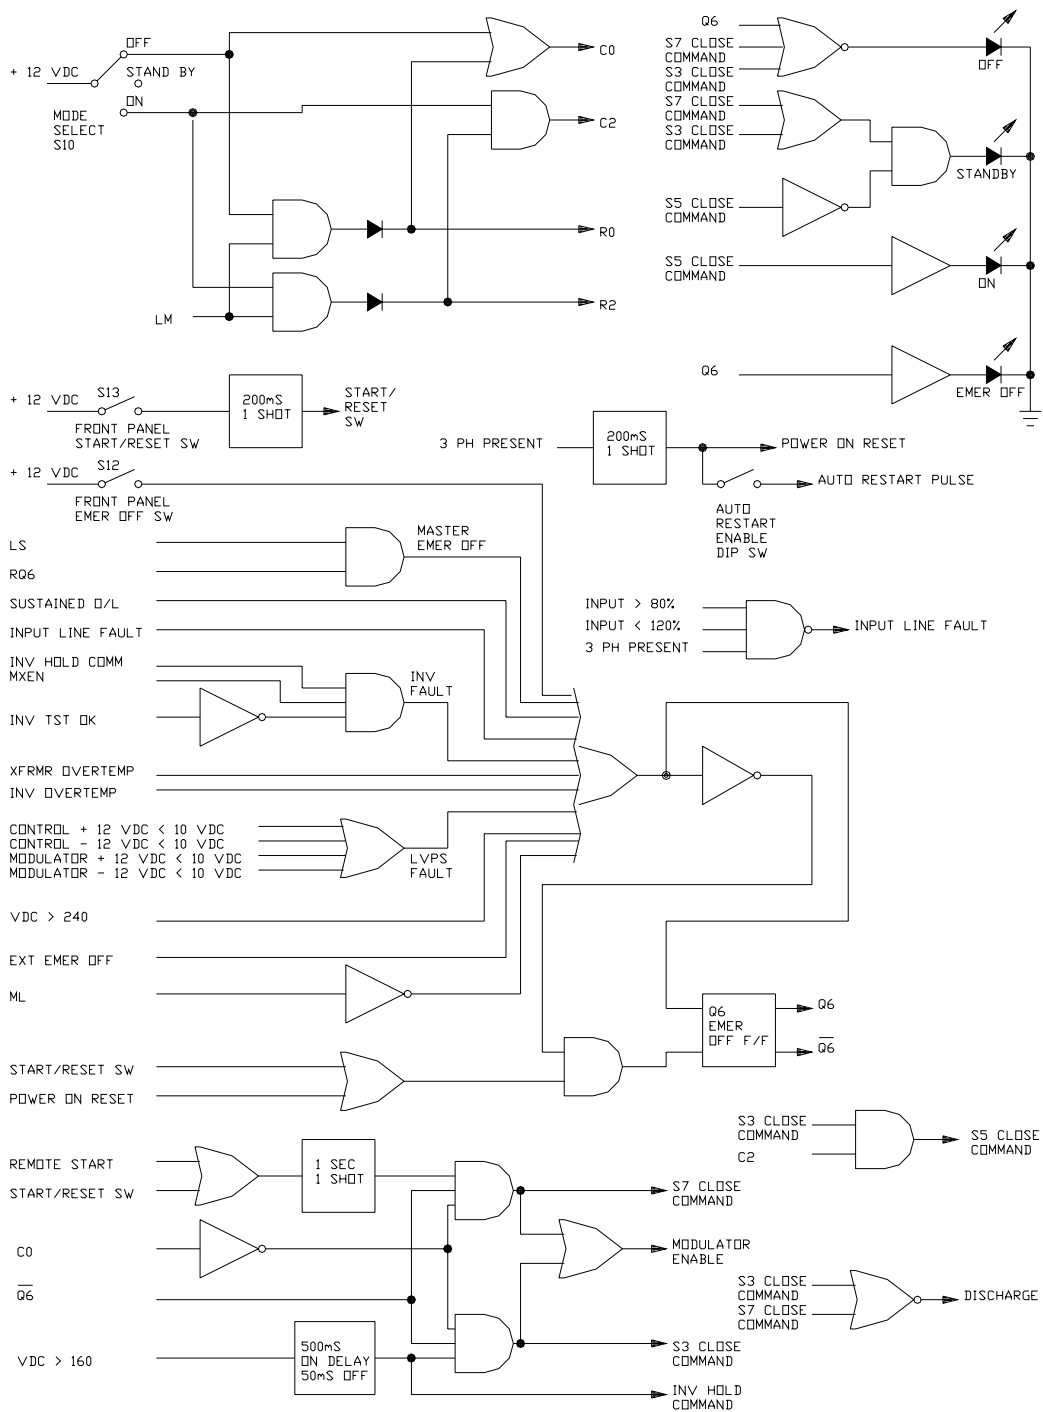 OFF
+ 12 VDC
STAND BY
ON
MODE
SELECT
S10
C0
C2
R0
R2
LM
Q6
S7 CLOSE
COMMAND
S3 CLOSE
COMMAND
OFF
S7 CLOSE
COMMAND
S3 CLOSE
COMMAND
STANDBY
S5 CLOSE
COMMAND
S5 CLOSE
COMMAND
ON
Q6
EMER OFF
+ 12 VDC
S13
FRONT PANEL
START/RESET SW
200mS
1 SHOT
START/
RESET
SW
3 PH PRESENT
200mS
1 SHOT
POWER ON RESET
AUTO RESTART PULSE
AUTO
RESTART
ENABLE
DIP SW
+ 12 VDC
S12
FRONT PANEL
EMER OFF SW
LS
RQ6
MASTER
EMER OFF
SUSTAINED O/L
INPUT LINE FAULT
INPUT > 80%
INPUT < 120%
3 PH PRESENT
INPUT LINE FAULT
INV HOLD COMM
MXEN
INV TST OK
INV
FAULT
XFRMR OVERTEMP
INV OVERTEMP
CONTROL + 12 VDC < 10 VDC
CONTROL - 12 VDC < 10 VDC
MODULATOR + 12 VDC < 10 VDC
MODULATOR - 12 VDC < 10 VDC
LVPS
FAULT
VDC > 240
EXT EMER OFF
ML
Q6
EMER
OFF F/F
Q6
Q̅6̅
START/RESET SW
POWER ON RESET
S3 CLOSE
COMMAND
C2
S5 CLOSE
COMMAND
REMOTE START
START/RESET SW
1 SEC
1 SHOT
S7 CLOSE
COMMAND
C0
MODULATOR
ENABLE
Q̅6̅
S3 CLOSE
COMMAND
S7 CLOSE
COMMAND
DISCHARGE
VDC > 160
500mS
ON DELAY
50mS OFF
S3 CLOSE
COMMAND
INV HOLD
COMMAND